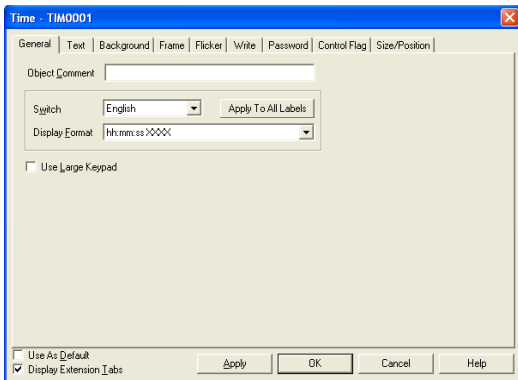 Time - TIM0001
General Text Background Frame Flicker Write Password Control Flag Size/Position
Object Comment
Switch English Apply To All Labels
Display Format hh:mm:ss XXXX
Use Large Keypad
Use As Default
Display Extension Tabs
Apply OK Cancel Help